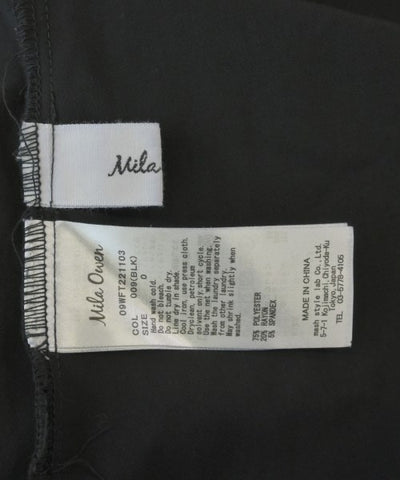 Mila
Mila Owen
09WFT221103
COL 009(BLK)
SIZE 0
Hand wash cold.
Do not bleach.
Do not tumble dry.
Line dry in shade.
Cool iron, use press cloth.
Dryclean, petroleum
solvent only:short cycle.
Use the net when washing.
Wash the laundry separately
from other laundry.
May shrink slightly when
washed.
75% POLYESTER
20% RAYON
5% SPANDEX
MADE IN CHINA
mash style lab Co.,Ltd.
5-7-1 Kojimachi,Chiyoda-Ku
Tokyo,Japan
TEL 03-5778-4105